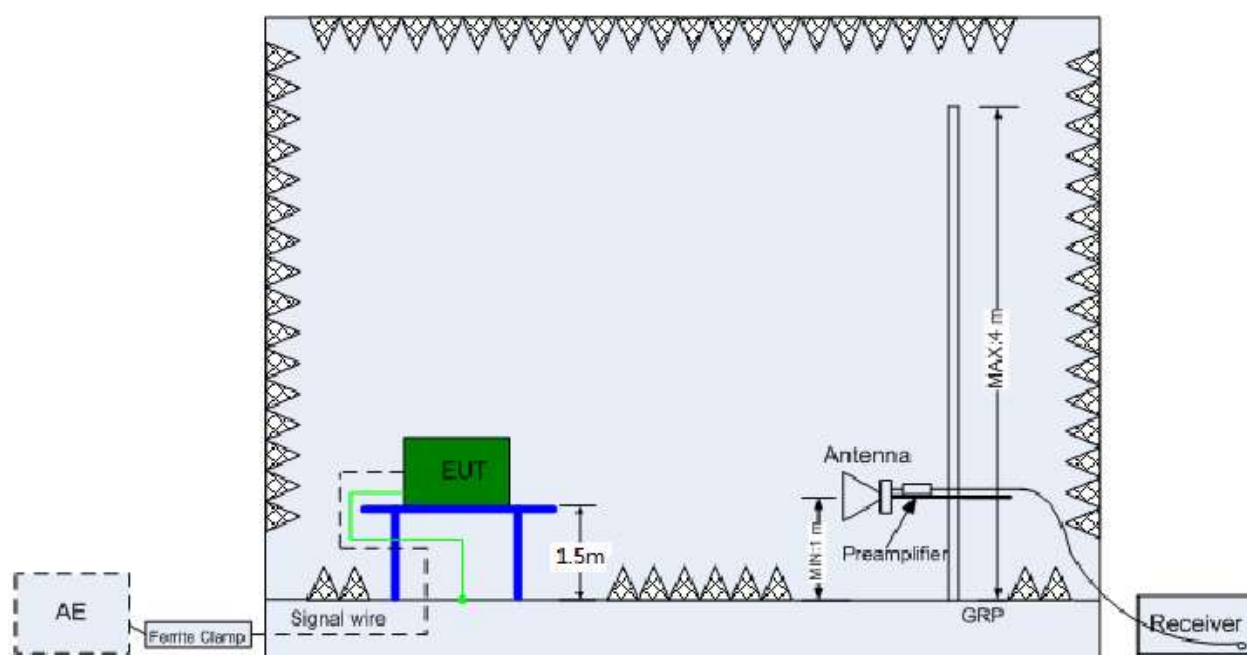 MAX:4 m
EUT
Antenna
MIN:1 m
Preamplifier
1.5m
AE
Signal wire
Ferrite Clamp
GRP
Receiver